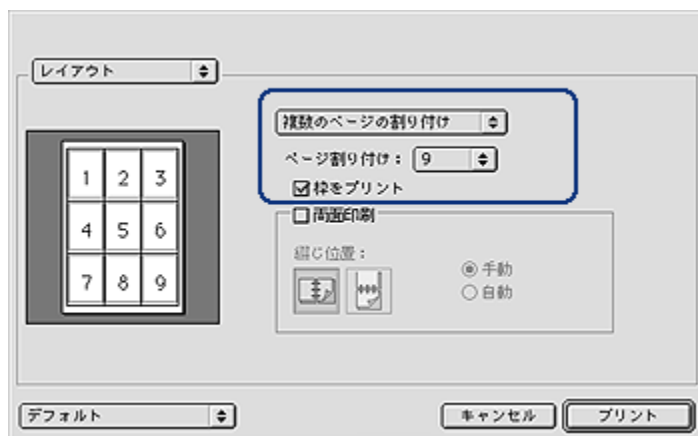 レイアウト
複数のページの割り付け
ページ割り付け： 9
枠をプリント
両面印刷
綴じ位置：
手動
自動
1 2 3
4 5 6
7 8 9
デフォルト
キャンセル
プリント